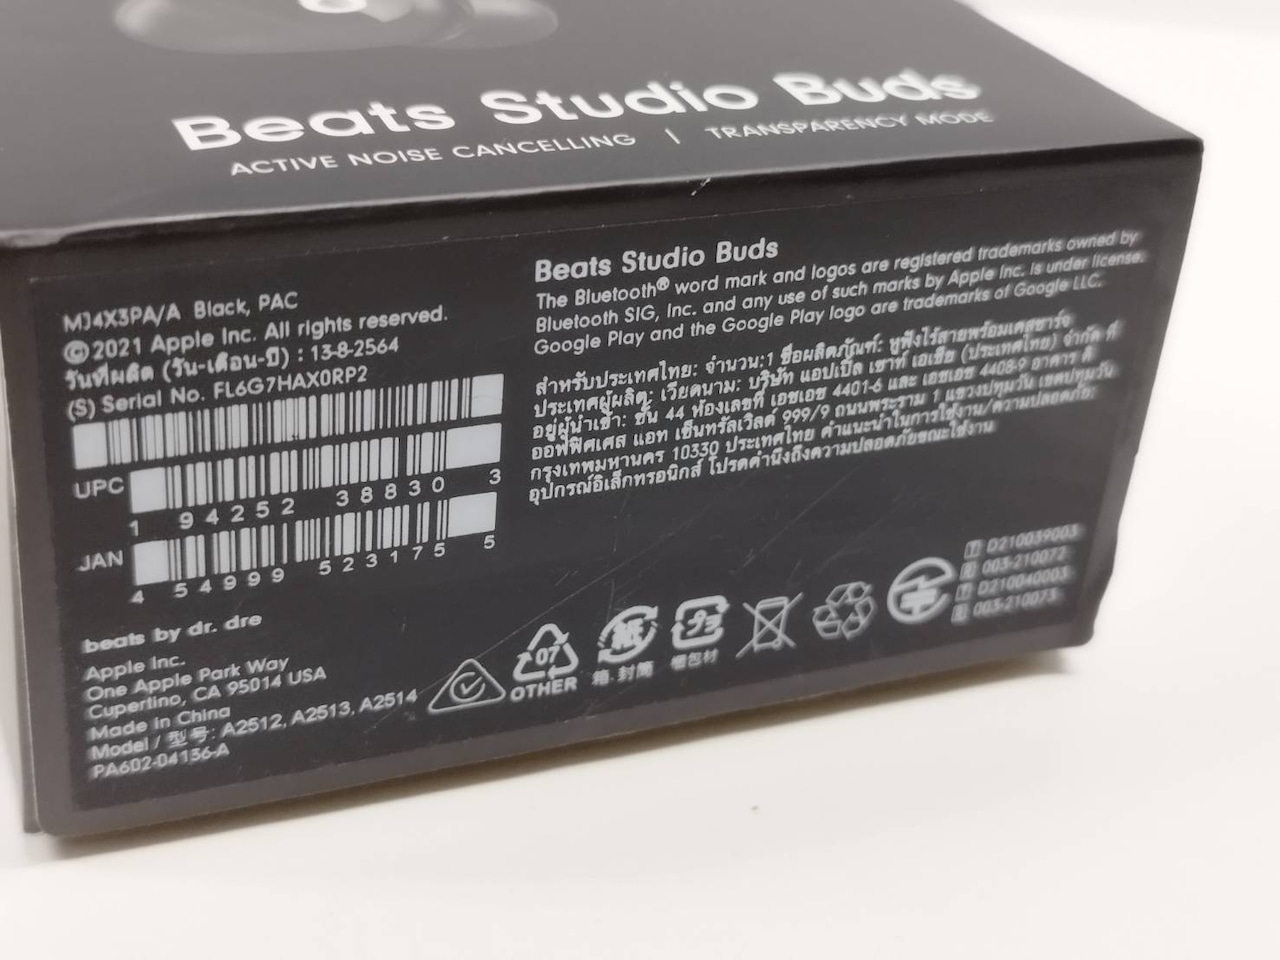 Beats Studio Buds
ACTIVE NOISE CANCELLING | TRANSPARENCY MODE
MJ4X3PA/A Black, PAC
©2021 Apple Inc. All rights reserved.
วันที่ผลิต (วัน-เดือน-ปี) : 13-8-2564
(S) Serial No. FL6G7HAX0RP2
UPC
1 94252 38830 3
JAN
4 54999 523175 5
beats by dr. dre
Apple Inc.
One Apple Park Way
Cupertino, CA 95014 USA
Made in China
Model / 型号: A2512, A2513, A2514
PA602-04136-A
Beats Studio Buds
The Bluetooth® word mark and logos are registered trademarks owned by
Bluetooth SIG, Inc. and any use of such marks by Apple Inc. is under license.
Google Play and the Google Play logo are trademarks of Google LLC.
สำหรับประเทศไทย: จำนวน:1 ชื่อผลิตภัณฑ์: หูฟังไร้สายพร้อมเคสชาร์จ
ประเทศผู้ผลิต: เวียดนาม: บริษัท แอปเปิล เซาท์ เอเชีย (ประเทศไทย) จำกัด ที่
อยู่ผู้นำเข้า: ชั้น 44 ห้องเลขที่ เอชเอช 4401-6 และ เอชเอช 4408-9 อาคาร ดิ
ออฟฟิศเศส แอท เซ็นทรัลเวิลด์ 999/9 ถนนพระราม 1 แขวงปทุมวัน เขตปทุมวัน
กรุงเทพมหานคร 10330 ประเทศไทย คำแนะนำในการใช้งาน/ความปลอดภัย:
อุปกรณ์อิเล็กทรอนิกส์ โปรดคำนึงถึงความปลอดภัยขณะใช้งาน
07
OTHER
紙
箱,封筒
プラ
梱包材
T D210039003
R 003-210072
T D210040003
R 003-210073